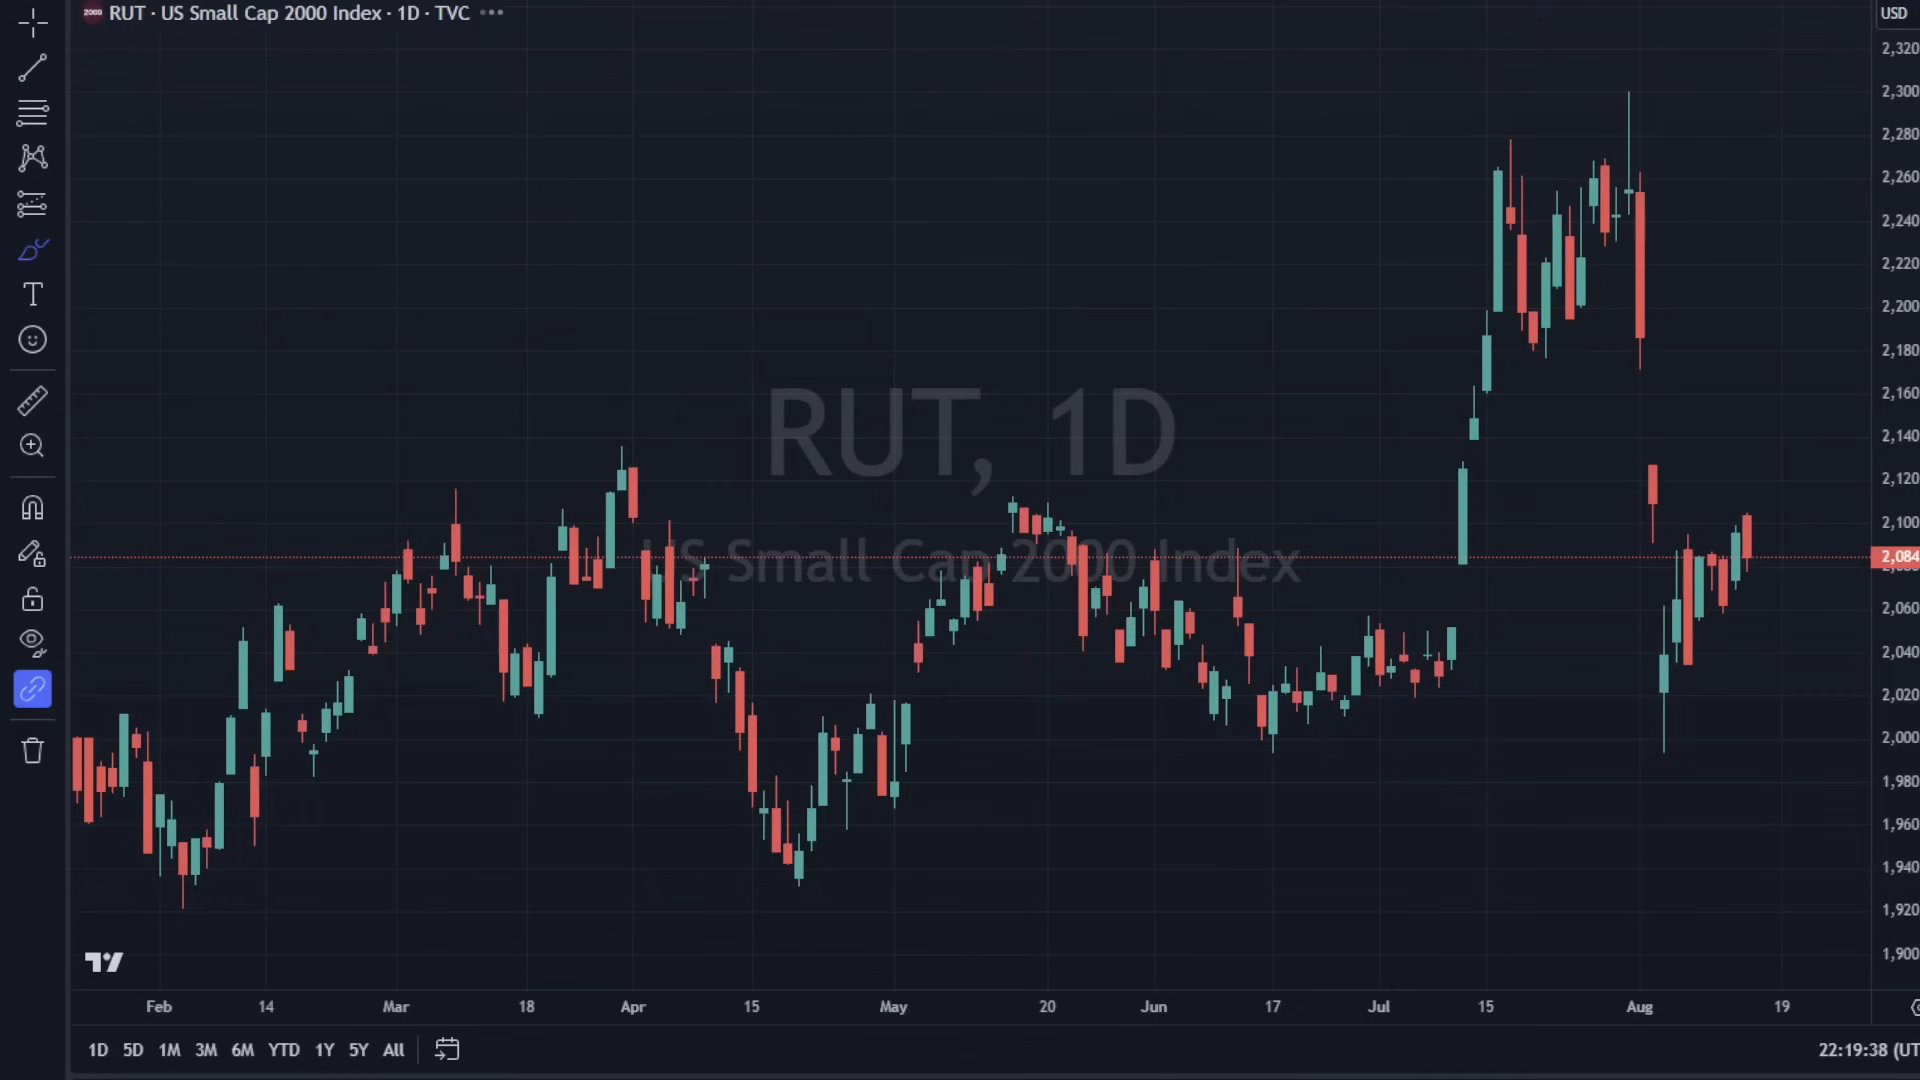 2000 RUT · US Small Cap 2000 Index · 1D · TVC
USD
2,320
2,300
2,280
2,260
2,240
2,220
2,200
2,180
2,160
2,140
2,120
2,100
2,084
2,060
2,040
2,020
2,000
1,980
1,960
1,940
1,920
1,900
RUT, 1D
US Small Cap 2000 Index
T
Feb 14 Mar 18 Apr 15 May 20 Jun 17 Jul 15 Aug 19
1D 5D 1M 3M 6M YTD 1Y 5Y All
22:19:38 (UT